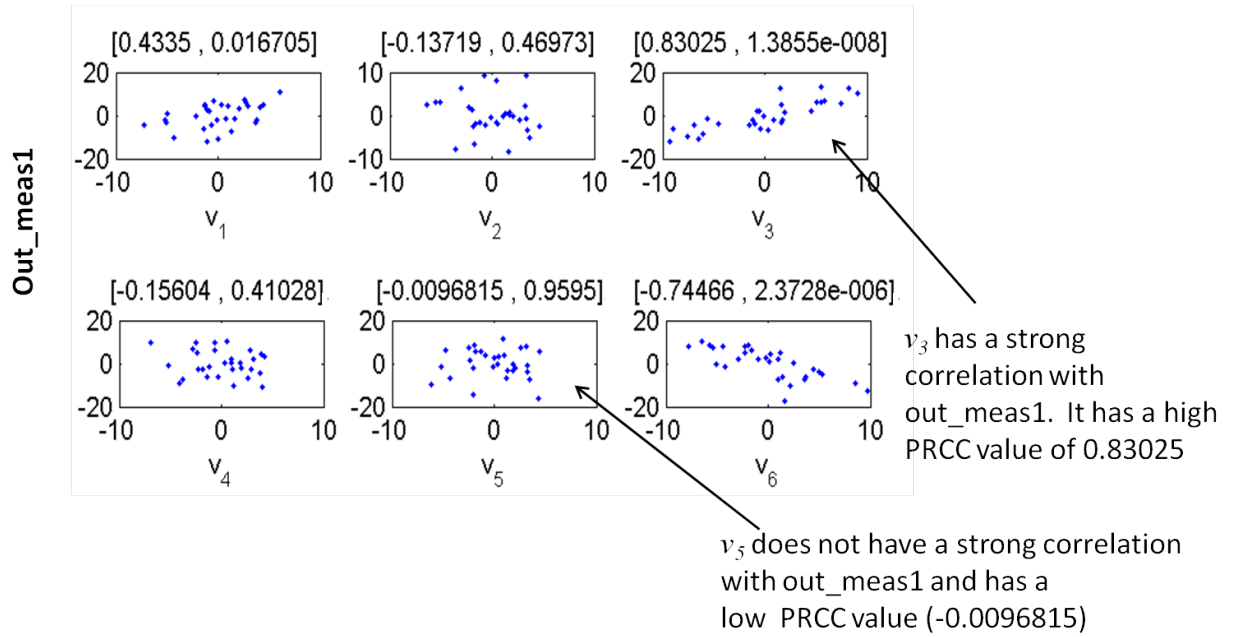 [0.4335 , 0.016705]
[-0.13719 , 0.46973]
[0.83025 , 1.3855e-008]
20
0
-20
-10
0
10
v1
10
0
-10
-10
0
10
v2
20
0
-20
-10
0
10
v3
Out_meas1
[-0.15604 , 0.41028]
[-0.0096815 , 0.9595]
[-0.74466 , 2.3728e-006]
20
0
-20
-10
0
10
v4
20
0
-20
-10
0
10
v5
20
0
-20
-10
0
10
v6
v3 has a strong
correlation with
out_meas1. It has a high
PRCC value of 0.83025
v5 does not have a strong correlation
with out_meas1 and has a
low PRCC value (-0.0096815)